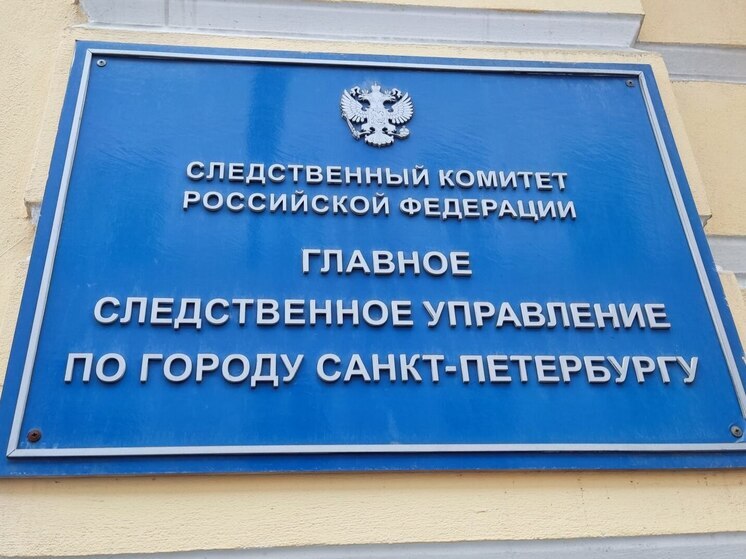 СЛЕДСТВЕННЫЙ КОМИТЕТ
РОССИЙСКОЙ ФЕДЕРАЦИИ
ГЛАВНОЕ
СЛЕДСТВЕННОЕ УПРАВЛЕНИЕ
ПО ГОРОДУ САНКТ-ПЕТЕРБУРГУ